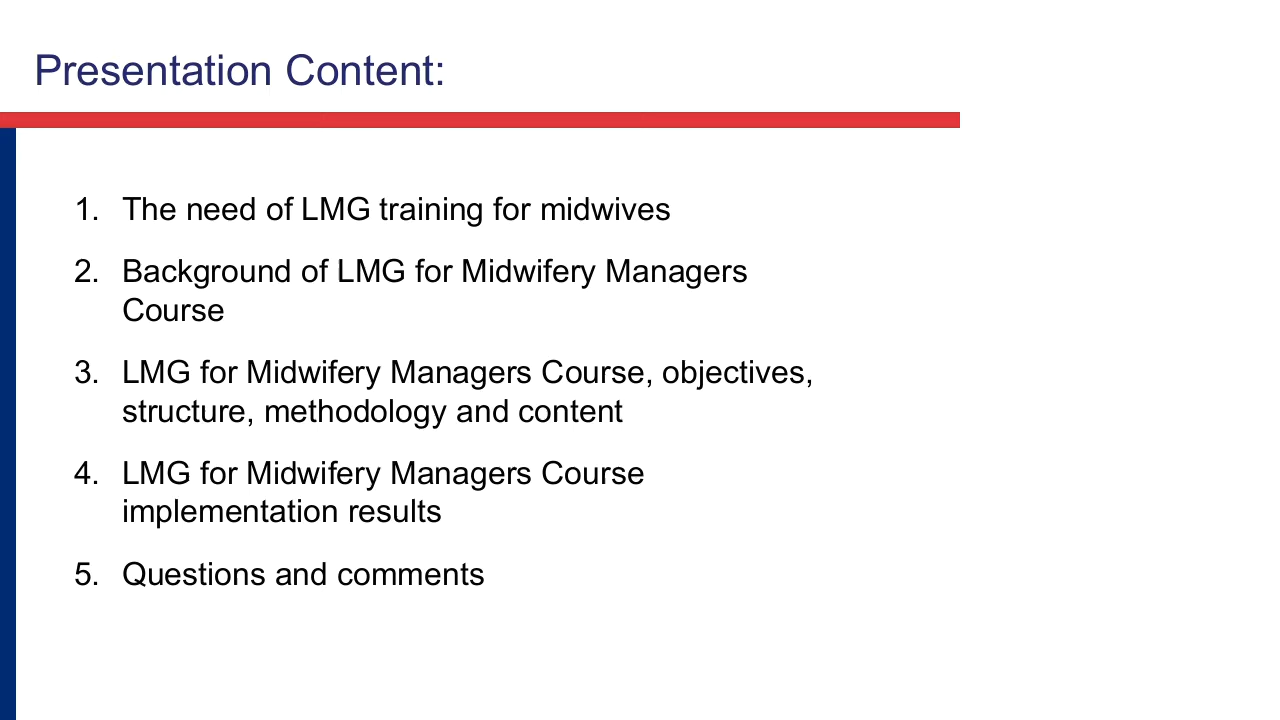 Presentation Content:
1. The need of LMG training for midwives
2. Background of LMG for Midwifery Managers
Course
3. LMG for Midwifery Managers Course, objectives,
structure, methodology and content
4. LMG for Midwifery Managers Course
implementation results
5. Questions and comments